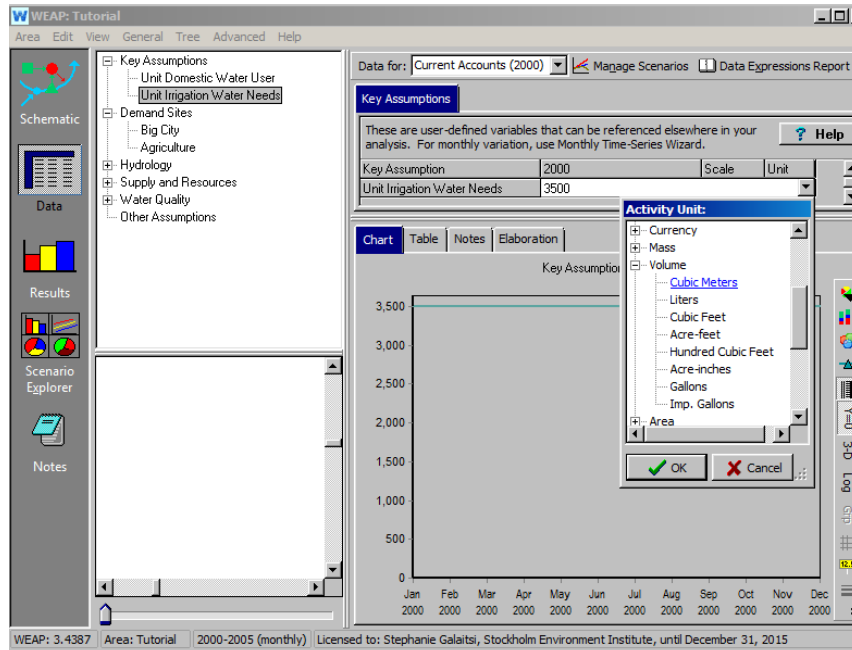 WEAP: Tutorial
Area Edit View General Tree Advanced Help
Schematic
Data
Results
Scenario
Explorer
Notes
Key Assumptions
Unit Domestic Water User
Unit Irrigation Water Needs
Demand Sites
Big City
Agriculture
Hydrology
Supply and Resources
Water Quality
Other Assumptions
Data for: Current Accounts (2000) Manage Scenarios Data Expressions Report
Key Assumptions
These are user-defined variables that can be referenced elsewhere in your
analysis. For monthly variation, use Monthly Time-Series Wizard.
? Help
Key Assumption 2000 Scale Unit
Unit Irrigation Water Needs 3500
Activity Unit:
Currency
Mass
Volume
Cubic Meters
Liters
Cubic Feet
Acre-feet
Hundred Cubic Feet
Acre-inches
Gallons
Imp. Gallons
Area
OK Cancel
Chart Table Notes Elaboration
Key Assumption
3,500
3,000
2,500
2,000
1,500
1,000
500
0
Jan Feb Mar Apr May Jun Jul Aug Sep Oct Nov Dec
2000 2000 2000 2000 2000 2000 2000 2000 2000 2000 2000 2000
Y=0
3-D
Log
WEAP: 3.4387 Area: Tutorial 2000-2005 (monthly) Licensed to: Stephanie Galaitsi, Stockholm Environment Institute, until December 31, 2015